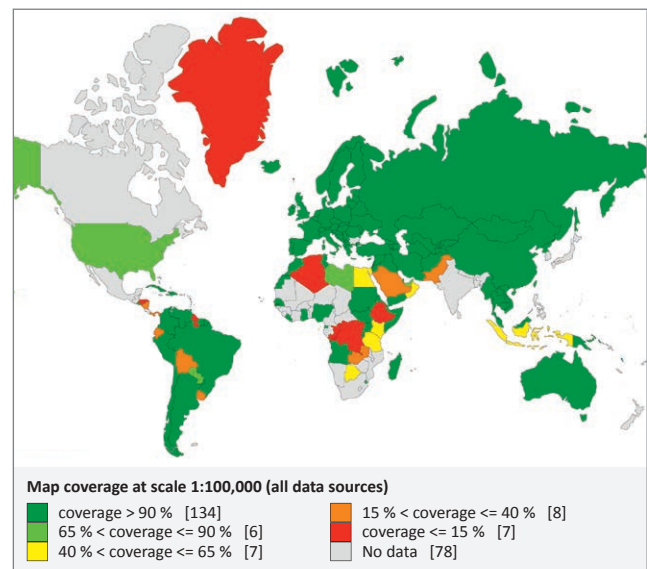 Map coverage at scale 1:100,000 (all data sources)
coverage > 90 % [134]
65 % < coverage <= 90 % [6]
40 % < coverage <= 65 % [7]
15 % < coverage <= 40 % [8]
coverage <= 15 % [7]
No data [78]